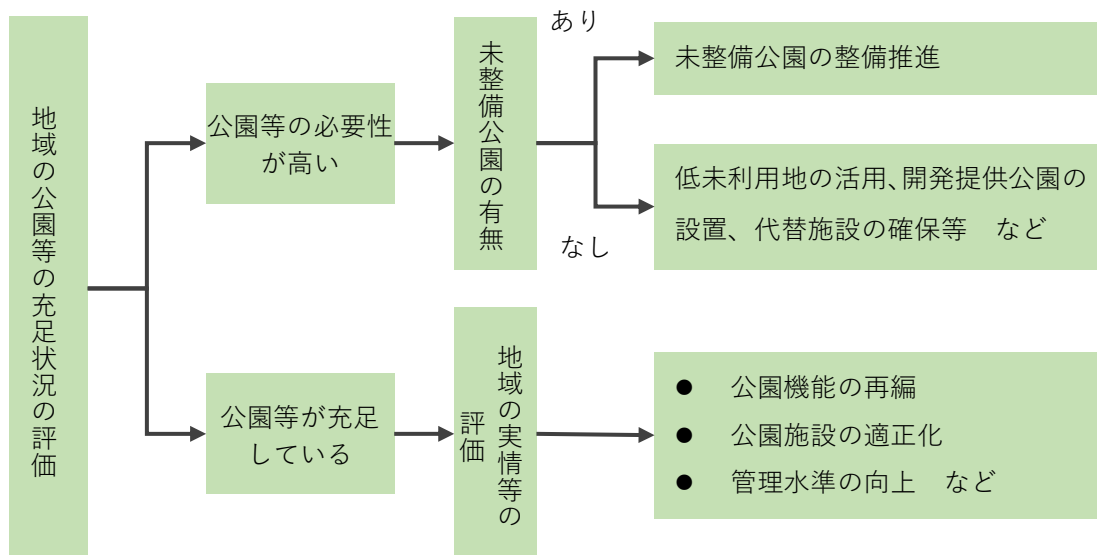 地域の公園等の充足状況の評価
公園等の必要性
が高い
未整備公園の有無
あり
未整備公園の整備推進
なし
低未利用地の活用、開発提供公園の
設置、代替施設の確保等　など
公園等が充足
している
地域の実情等の
評価
● 公園機能の再編
● 公園施設の適正化
● 管理水準の向上　など